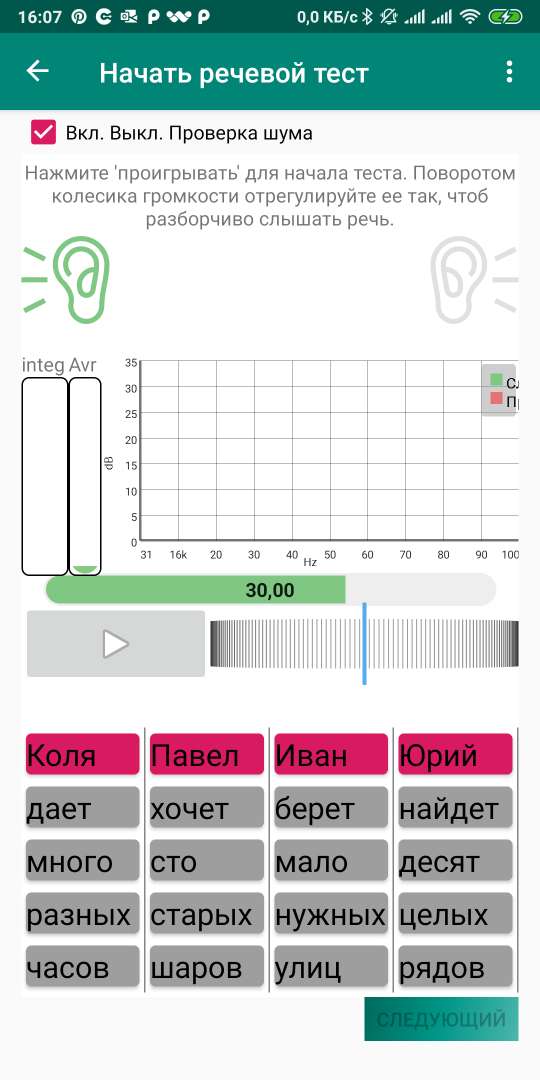 16:07 0,0 КБ/с
Начать речевой тест
Вкл. Выкл. Проверка шума
Нажмите 'проигрывать' для начала теста. Поворотом
колесика громкости отрегулируйте ее так, чтоб
разборчиво слышать речь.
integ Avr
35
30
25
20
15
10
5
0
dB
31 16k 20 30 40 50 60 70 80 90 100
Hz
30,00
Коля Павел Иван Юрий
дает хочет берет найдет
много сто мало десят
разных старых нужных целых
часов шаров улиц рядов
СЛЕДУЮЩИЙ